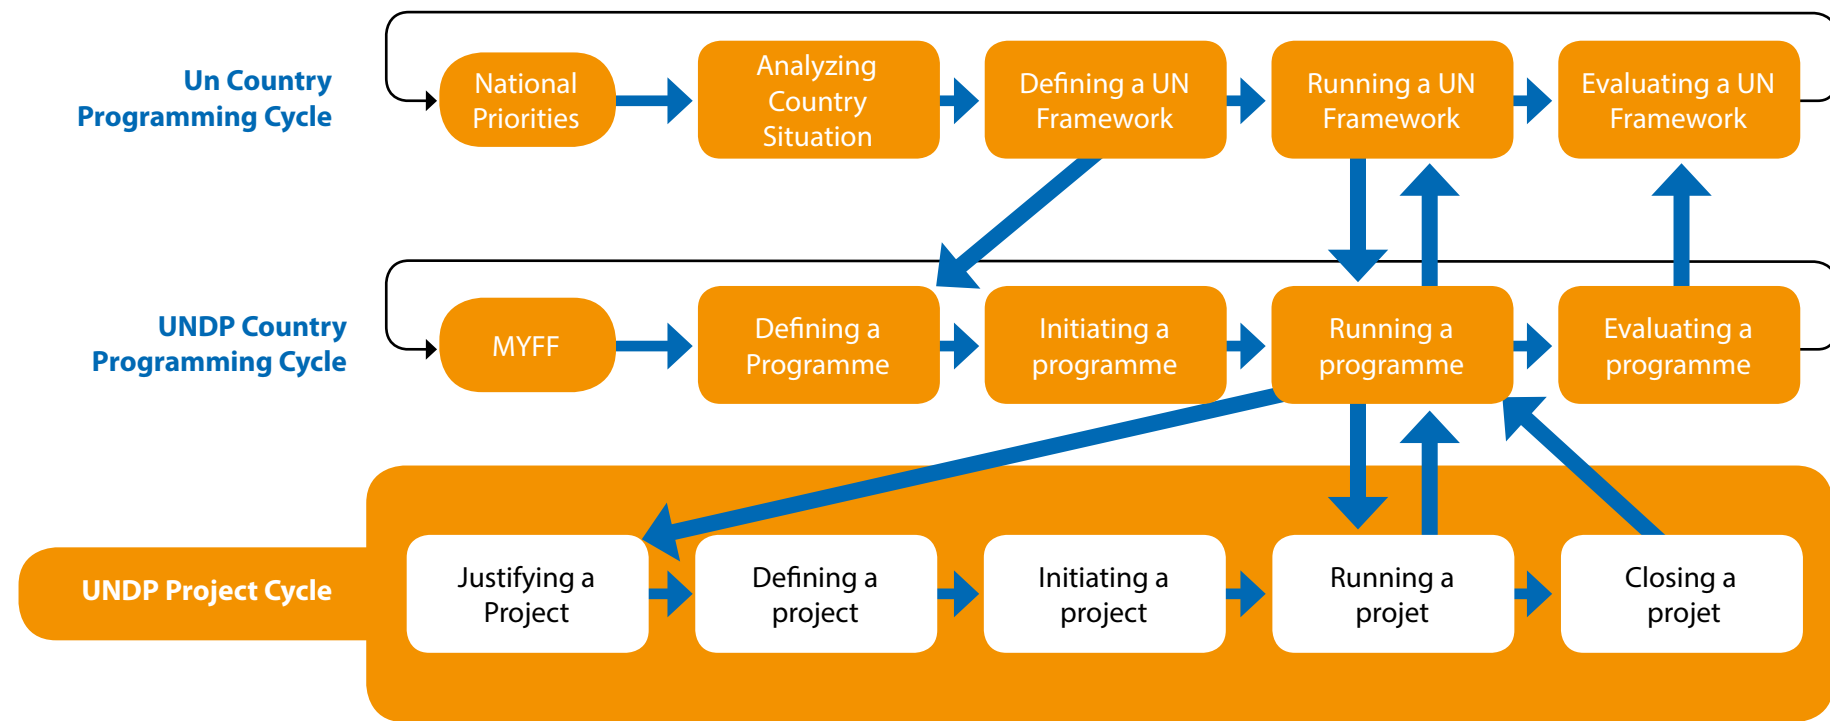 Un Country
Programming Cycle
National
Priorities
Analyzing
Country
Situation
Defining a UN
Framework
Running a UN
Framework
Evaluating a UN
Framework
UNDP Country
Programming Cycle
MYFF
Defining a
Programme
Initiating a
programme
Running a
programme
Evaluating a
programme
UNDP Project Cycle
Justifying a
Project
Defining a
project
Initiating a
project
Running a
projet
Closing a
projet